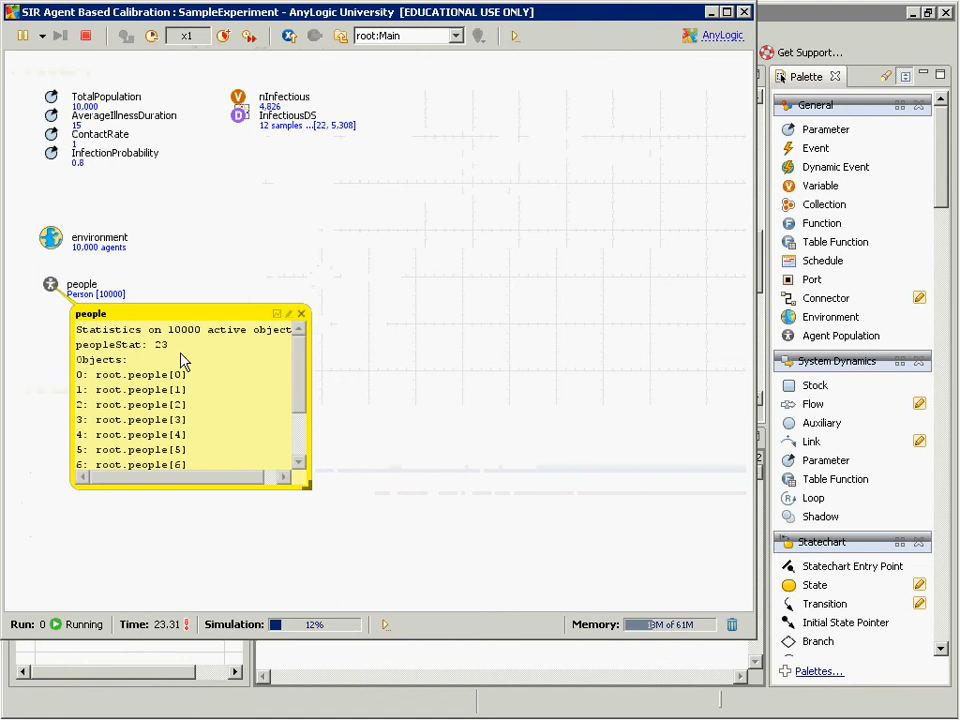 SIR Agent Based Calibration : SampleExperiment - AnyLogic University [EDUCATIONAL USE ONLY]
x1
root:Main
AnyLogic
TotalPopulation
10,000
AverageIllnessDuration
15
ContactRate
1
InfectionProbability
0.8
nInfectious
4,826
InfectiousDS
12 samples ...[22, 5,308]
environment
10,000 agents
people
Person [10000]
people
Statistics on 10000 active object
peopleStat: 23
Objects:
0: root.people[0]
1: root.people[1]
2: root.people[2]
3: root.people[3]
4: root.people[4]
5: root.people[5]
6: root.people[6]
Run: 0 Running Time: 23.31 Simulation: 12% Memory: M of 61M
Get Support...
Palette
General
Parameter
Event
Dynamic Event
Variable
Collection
Function
Table Function
Schedule
Port
Connector
Environment
Agent Population
System Dynamics
Stock
Flow
Auxiliary
Link
Parameter
Table Function
Loop
Shadow
Statechart
Statechart Entry Point
State
Transition
Initial State Pointer
Branch
Palettes...